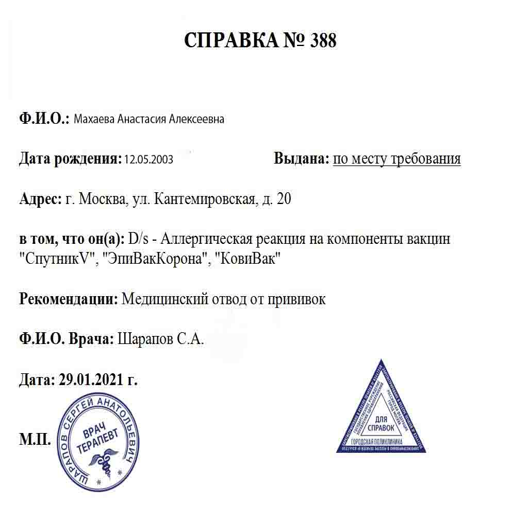 СПРАВКА № 388
Ф.И.О.: Махаева Анастасия Алексеевна
Дата рождения: 12.05.2003 Выдана: по месту требования
Адрес: г. Москва, ул. Кантемировская, д. 20
в том, что он(а): D/s - Аллергическая реакция на компоненты вакцин
"СпутникV", "ЭпиВакКорона", "КовиВак"
Рекомендации: Медицинский отвод от прививок
Ф.И.О. Врача: Шарапов С.А.
Дата: 29.01.2021 г.
М.П.
ШАРАПОВ СЕРГЕЙ АНАТОЛЬЕВИЧ
ВРАЧ
ТЕРАПЕВТ
ДЛЯ
СПРАВОК
ГОРОДСКАЯ ПОЛИКЛИНИКА